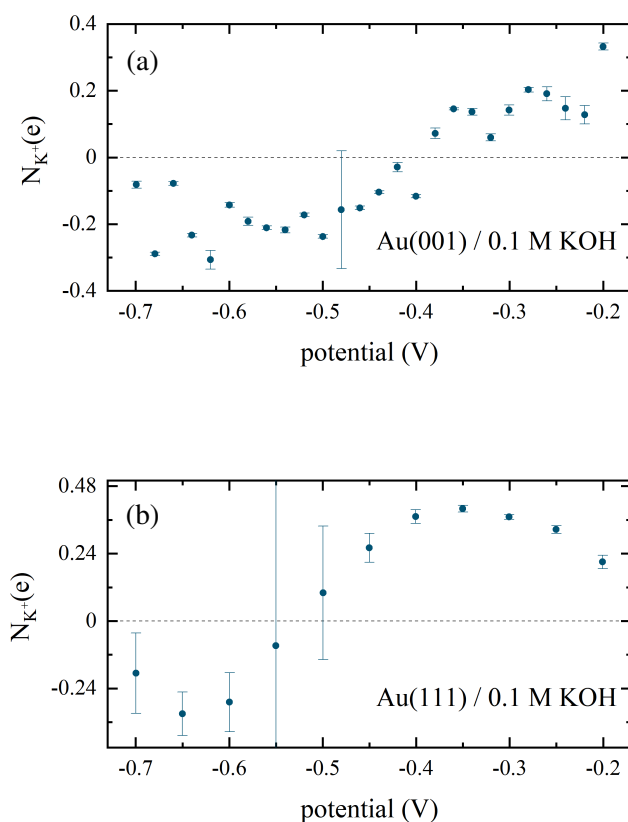 (a)
0.4
0.2
0
-0.2
-0.4
N_K⁺(e)
Au(001) / 0.1 M KOH
-0.7 -0.6 -0.5 -0.4 -0.3 -0.2
potential (V)
(b)
0.48
0.24
0
-0.24
N_K⁺(e)
Au(111) / 0.1 M KOH
-0.7 -0.6 -0.5 -0.4 -0.3 -0.2
potential (V)